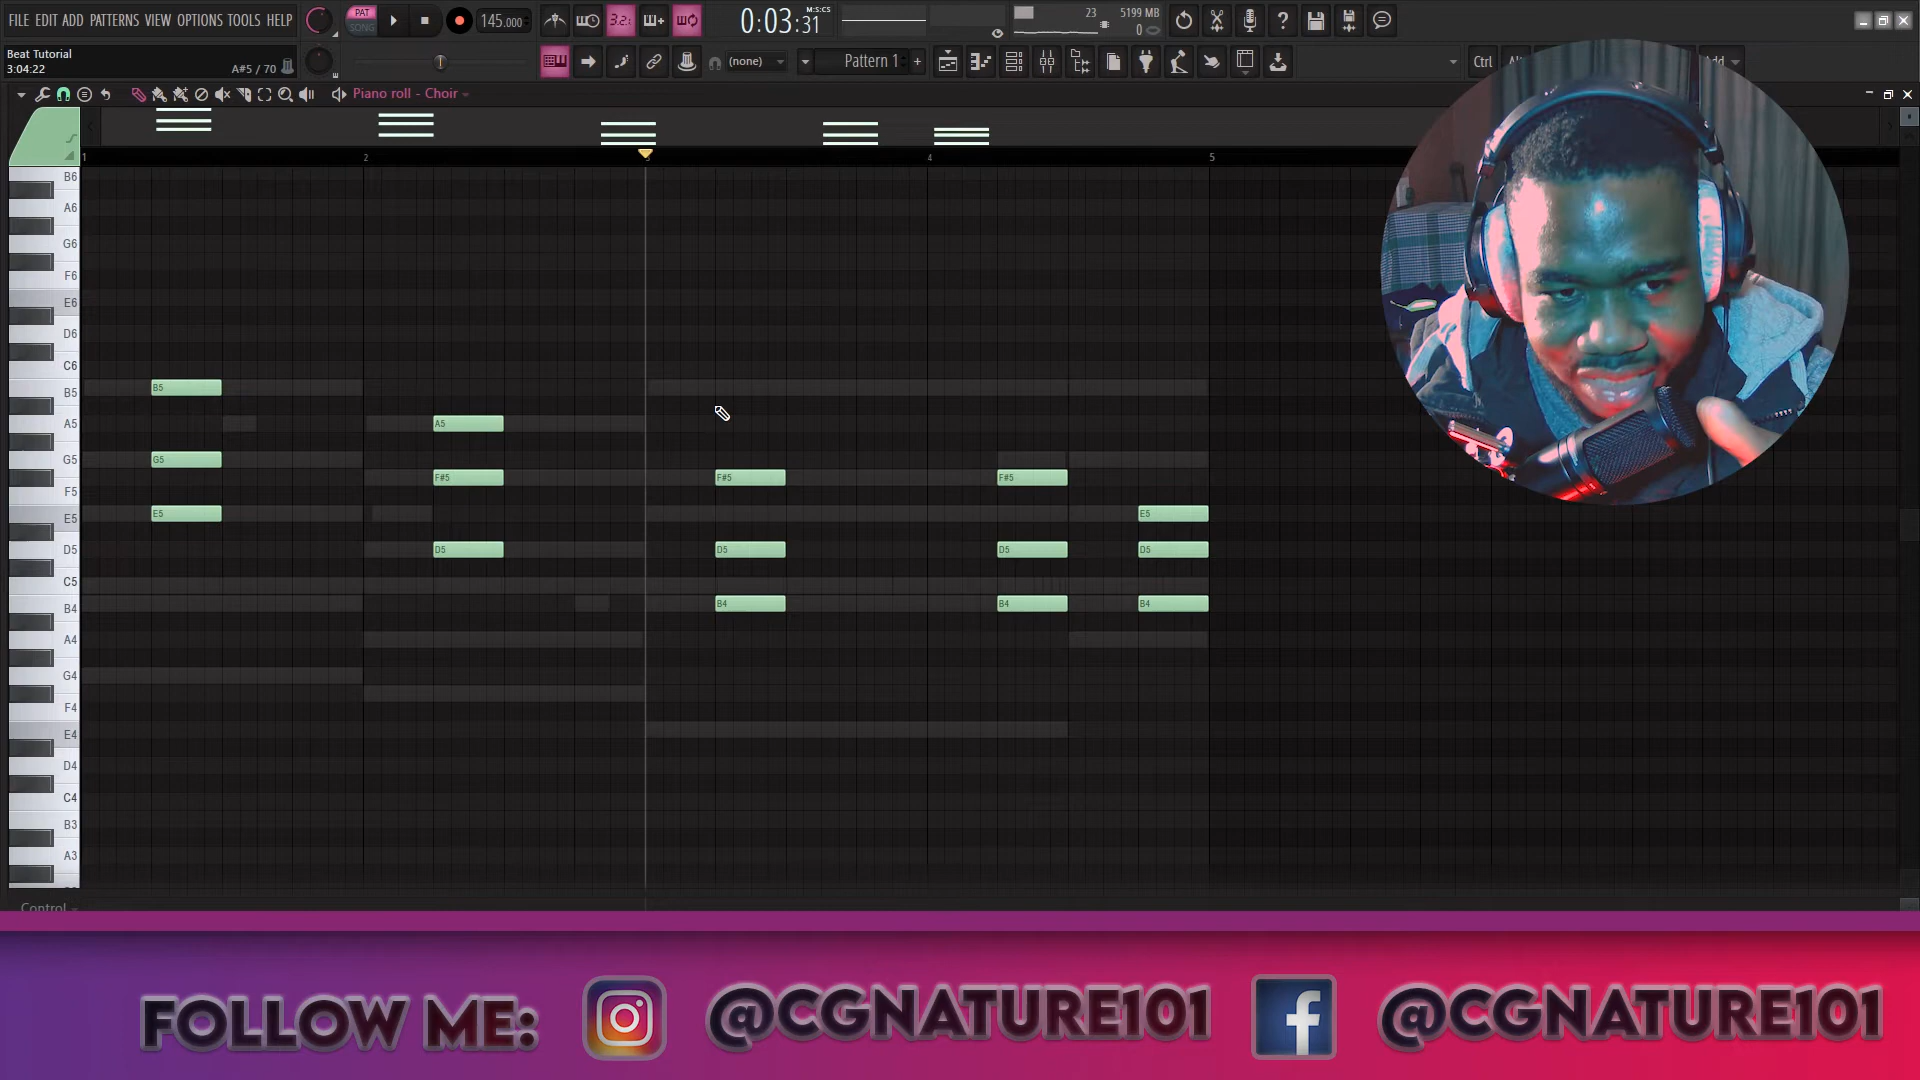 FILE EDIT ADD PATTERNS VIEW OPTIONS TOOLS HELP
PAT
SONG
145.000
3.2.
0:03:31
M:S:CS
23
5199 MB
0
Beat Tutorial
3:04:22
A#5 / 70
(none)
Pattern 1
+
Ctrl
Add
Piano roll - Choir
1 2 3 4 5
B6
A6
G6
F6
E6
D6
C6
B5 B5
A5 A5
G5 G5 F#5 F#5 F#5
F5
E5 E5 E5
D5 D5 D5 D5 D5
C5
B4 B4 B4 B4
A4
G4
F4
E4
D4
C4
B3
A3
Control
FOLLOW ME: @CGNATURE101 @CGNATURE101